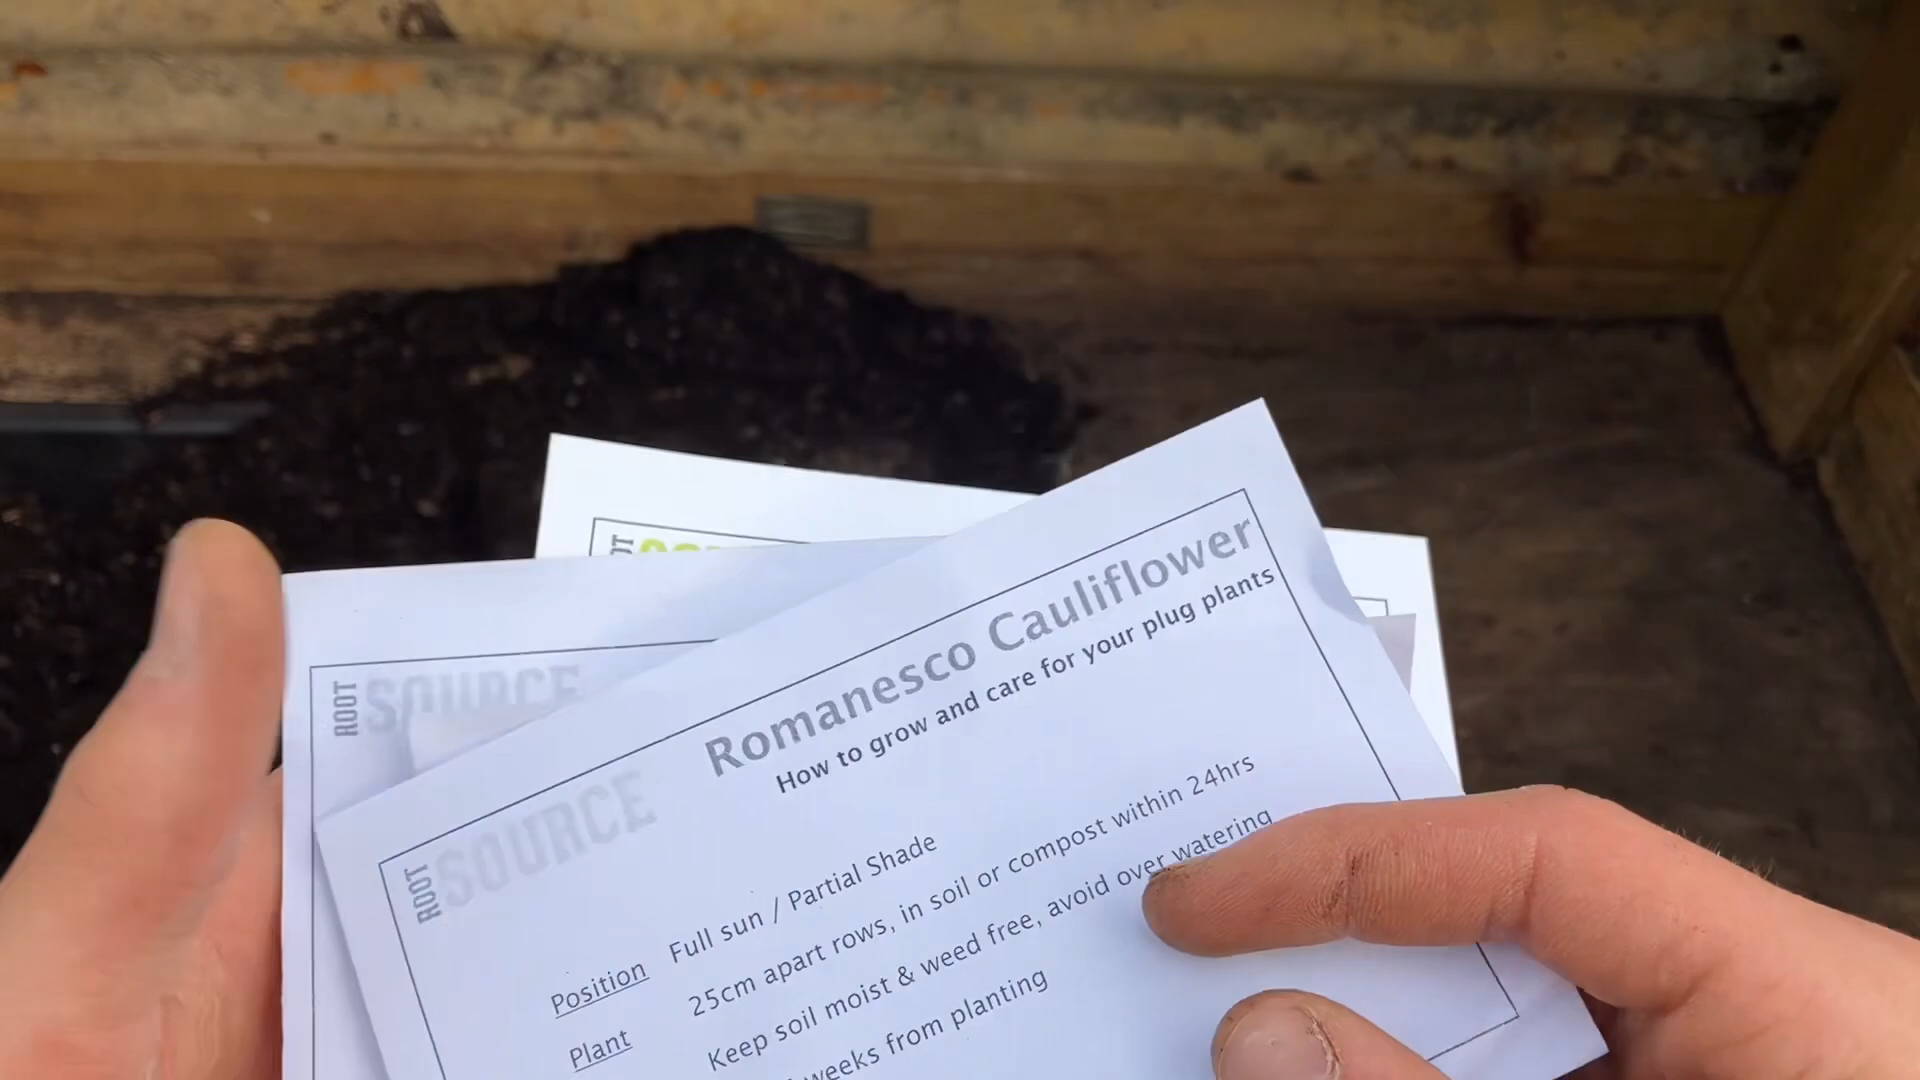 ROOT
SOURCE
ROOT
SOURCE
Romanesco Cauliflower
How to grow and care for your plug plants
Position Full sun / Partial Shade
Plant 25cm apart rows, in soil or compost within 24hrs
Keep soil moist & weed free, avoid over watering
weeks from planting